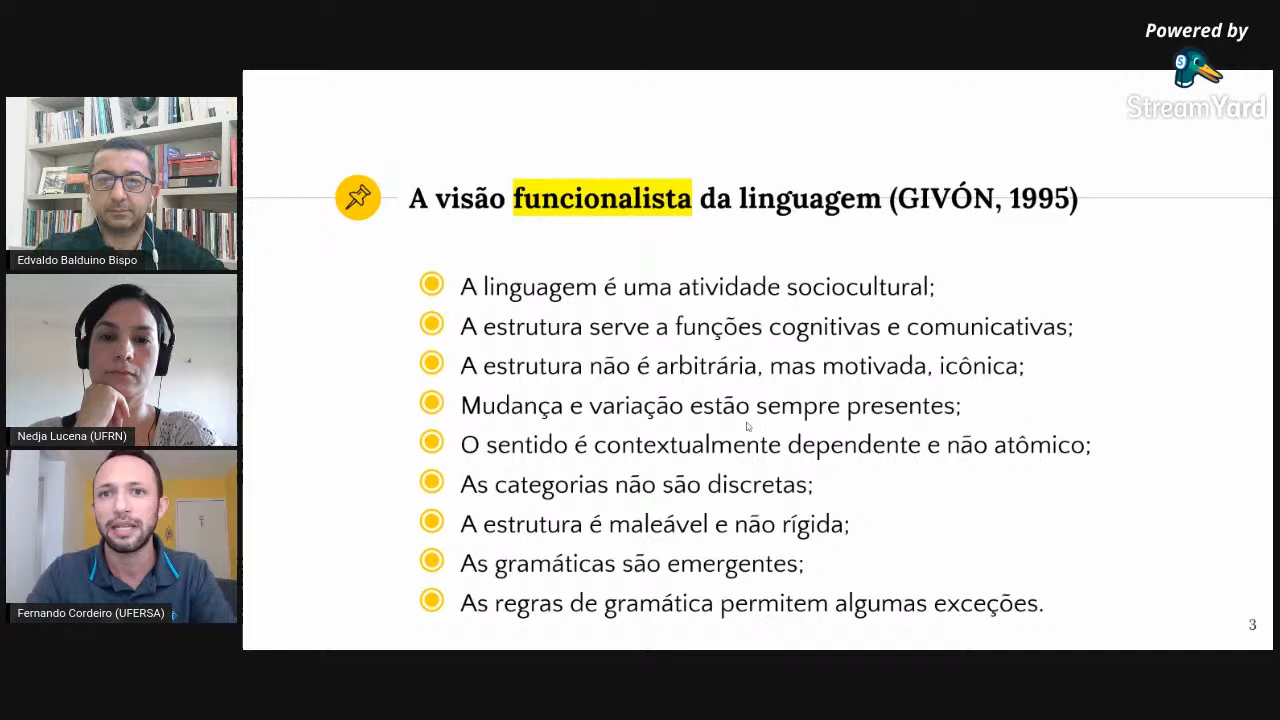 Powered by
StreamYard
A visão funcionalista da linguagem (GIVÓN, 1995)
A linguagem é uma atividade sociocultural;
A estrutura serve a funções cognitivas e comunicativas;
A estrutura não é arbitrária, mas motivada, icônica;
Mudança e variação estão sempre presentes;
O sentido é contextualmente dependente e não atômico;
As categorias não são discretas;
A estrutura é maleável e não rígida;
As gramáticas são emergentes;
As regras de gramática permitem algumas exceções.
3
Edvaldo Balduino Bispo
Nedja Lucena (UFRN)
Fernando Cordeiro (UFERSA)